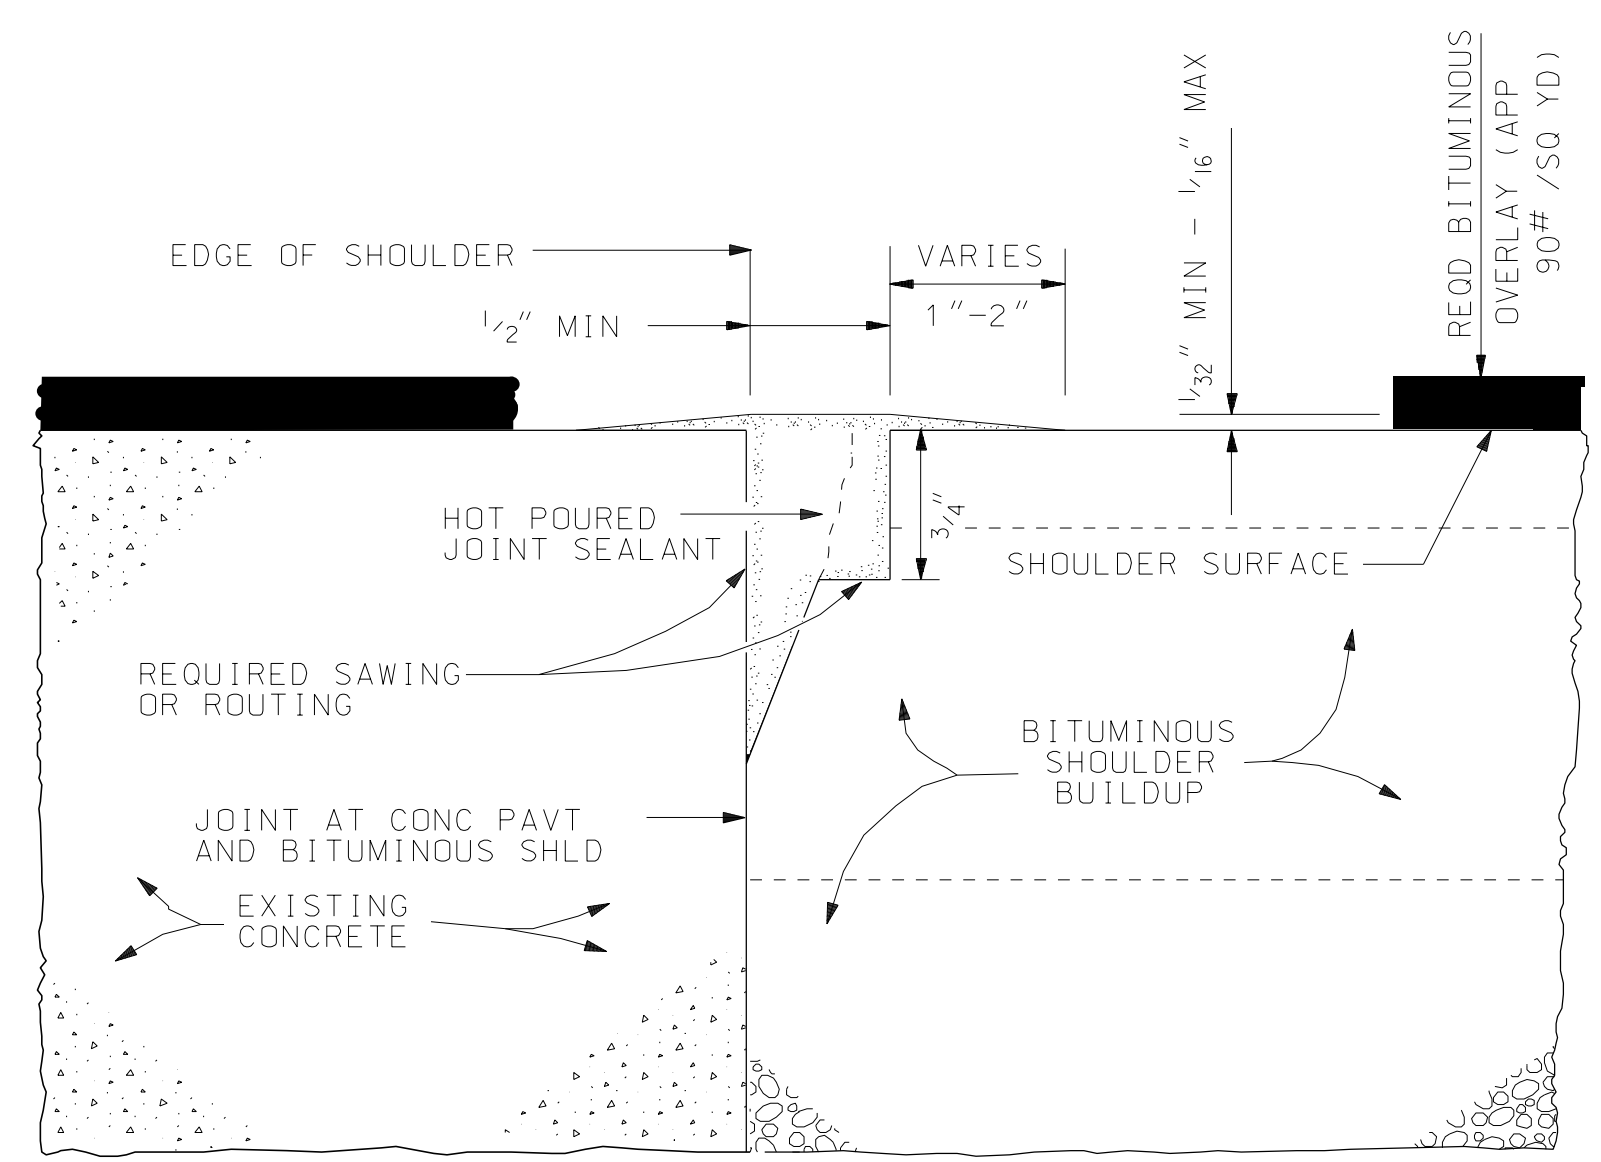 REQD BITUMINOUS
OVERLAY (APP
90# /SQ YD)
1/32" MIN - 1/16" MAX
EDGE OF SHOULDER
VARIES
1"-2"
1/2" MIN
3/4"
HOT POURED
JOINT SEALANT
SHOULDER SURFACE
REQUIRED SAWING
OR ROUTING
BITUMINOUS
SHOULDER
BUILDUP
JOINT AT CONC PAVT
AND BITUMINOUS SHLD
EXISTING
CONCRETE